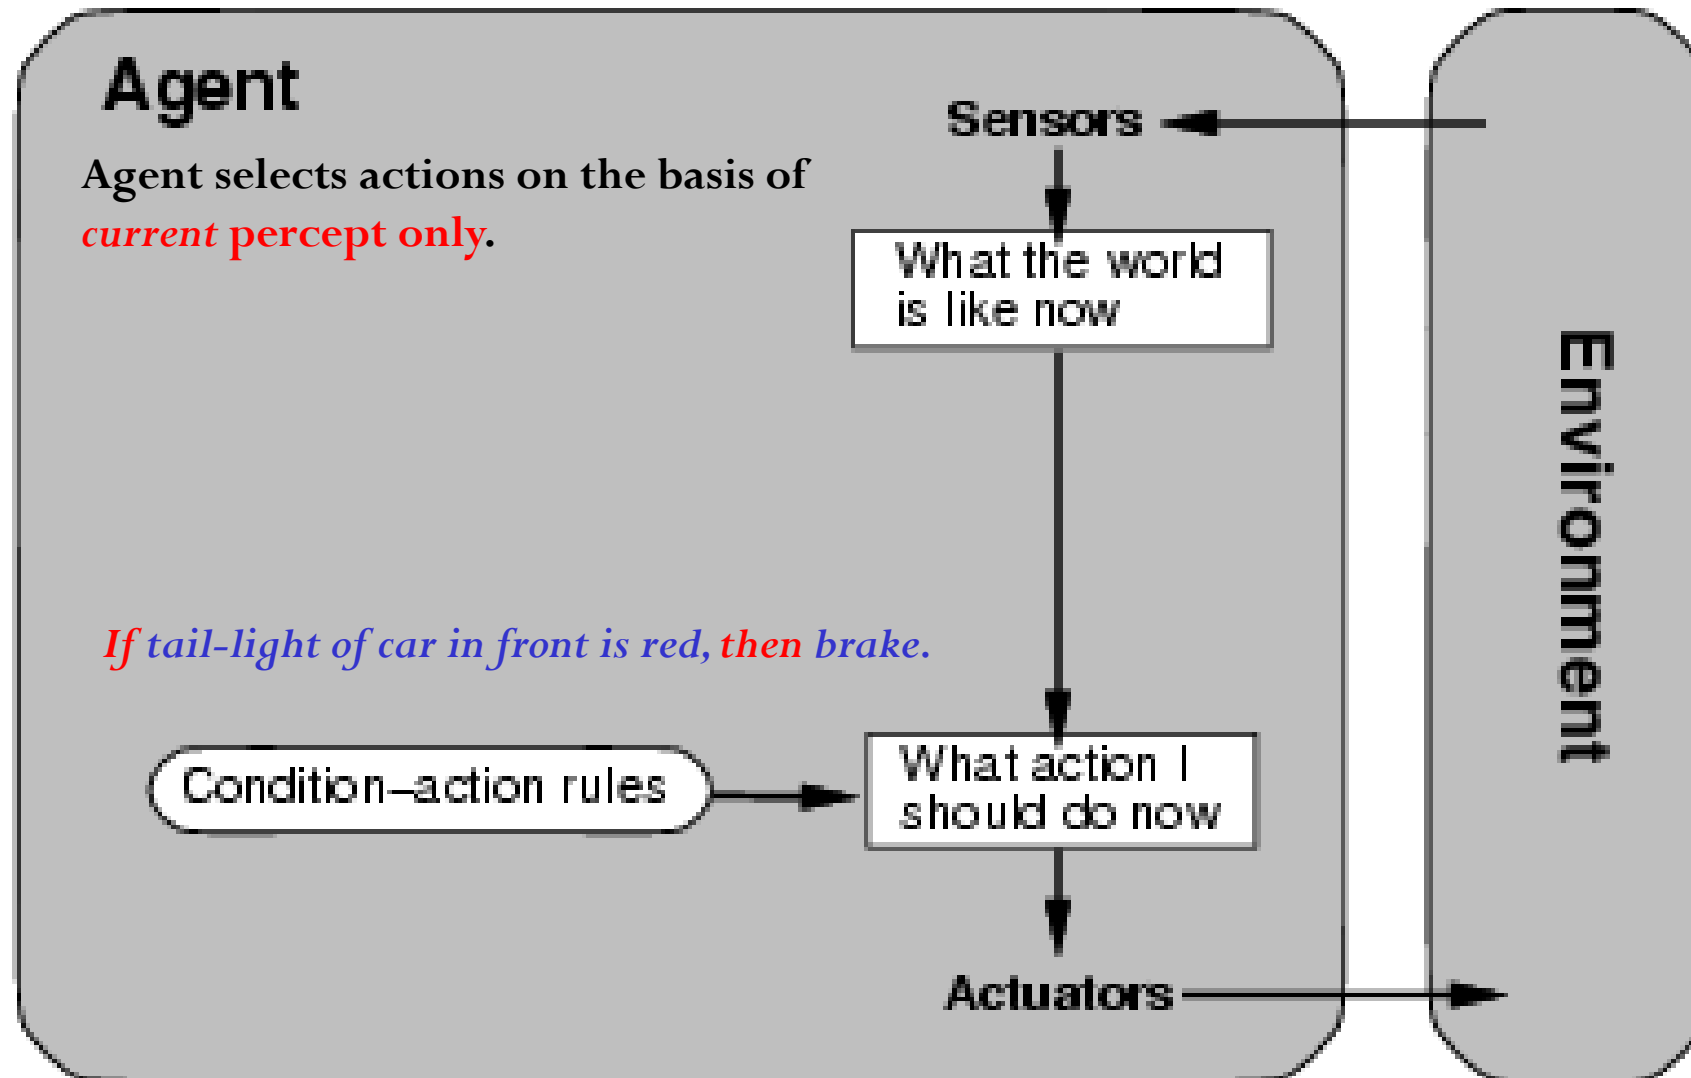 Agent
Agent selects actions on the basis of
current percept only.
Sensors
What the world
is like now
Environment
If tail-light of car in front is red, then brake.
Condition–action rules
What action I
should do now
Actuators